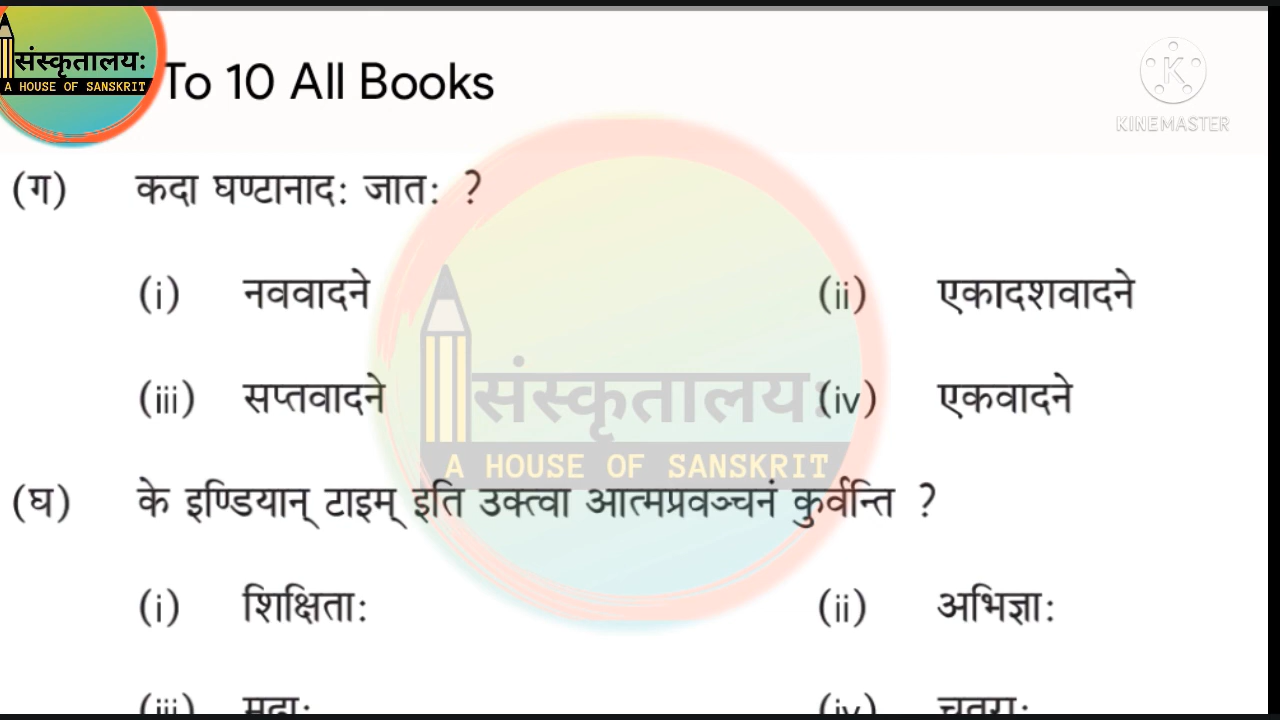 संस्कृतालयः
A HOUSE OF SANSKRIT
To 10 All Books
KINEMASTER
(ग) कदा घण्टानादः जातः ?
(i) नववादने (ii) एकादशवादने
(iii) सप्तवादने (iv) एकवादने
संस्कृतालयः
A HOUSE OF SANSKRIT
(घ) के इण्डियान् टाइम् इति उक्त्वा आत्मप्रवञ्चनं कुर्वन्ति ?
(i) शिक्षिताः (ii) अभिज्ञाः
(iii) (iv)